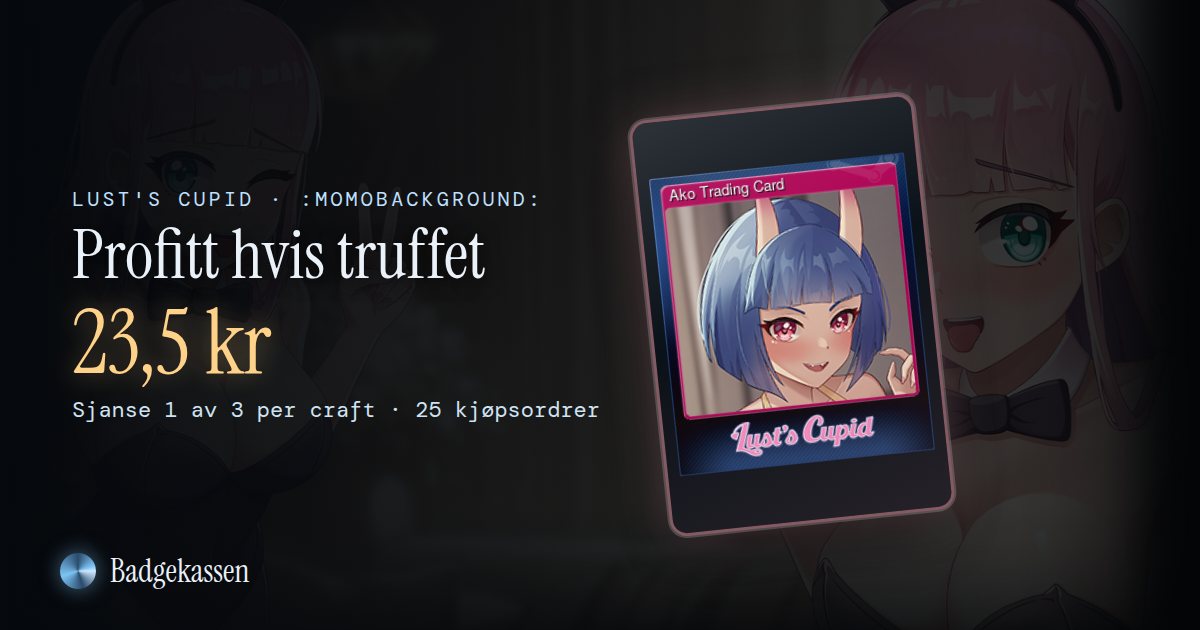 LUST'S CUPID · :MOMOBACKGROUND:
Profitt hvis truffet
23,5 kr
Sjanse 1 av 3 per craft · 25 kjøpsordrer
Badgekassen
Ako Trading Card
Lust's Cupid